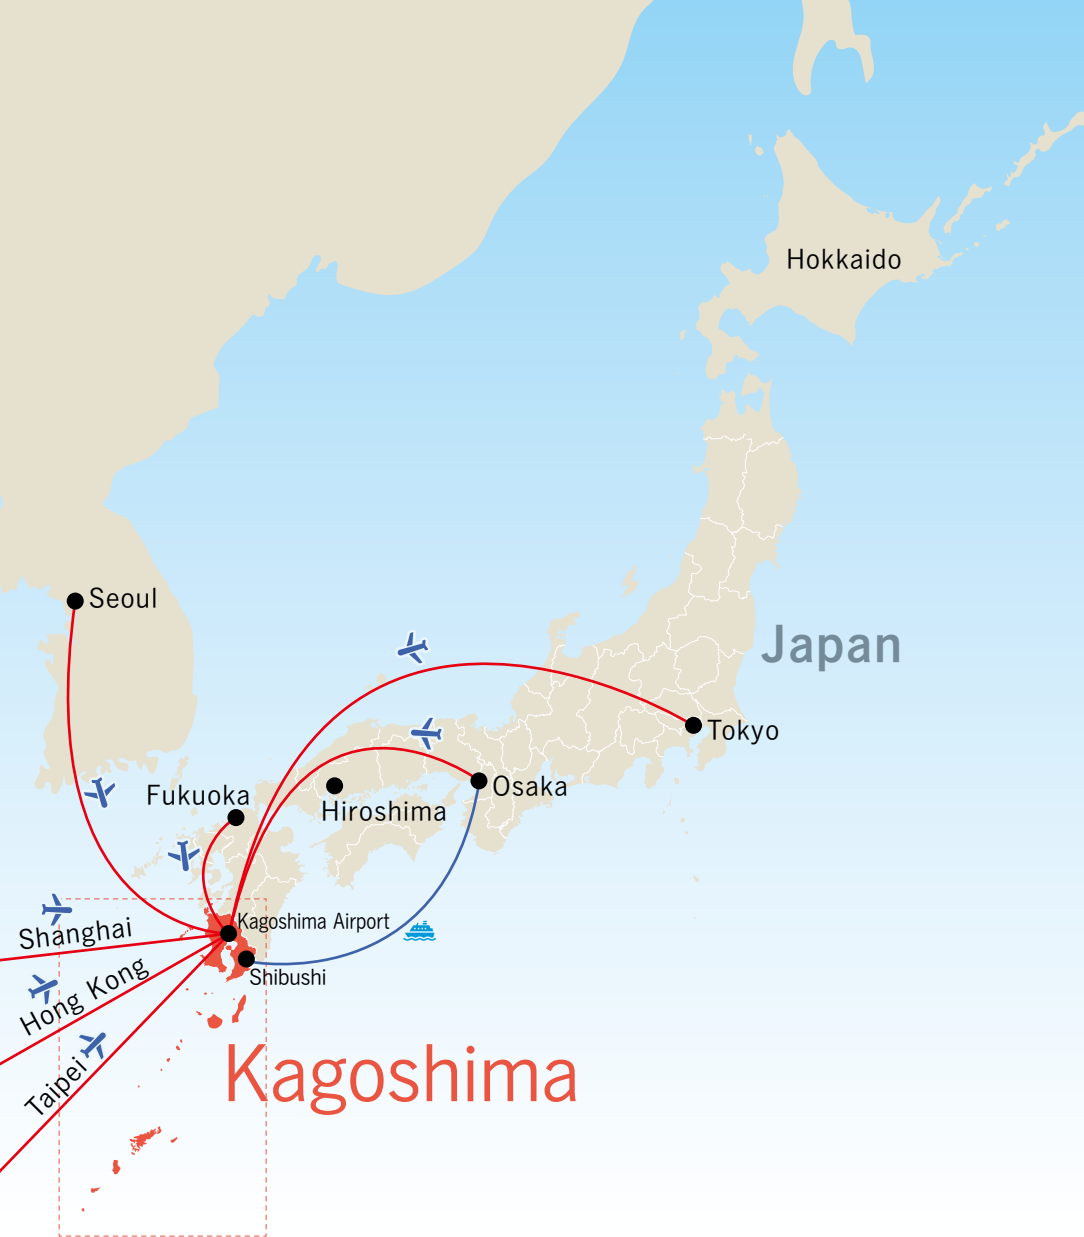 Hokkaido
Seoul
Japan
Tokyo
Osaka
Fukuoka
Hiroshima
Kagoshima Airport
Shanghai
Shibushi
Hong Kong
Kagoshima
Taipei